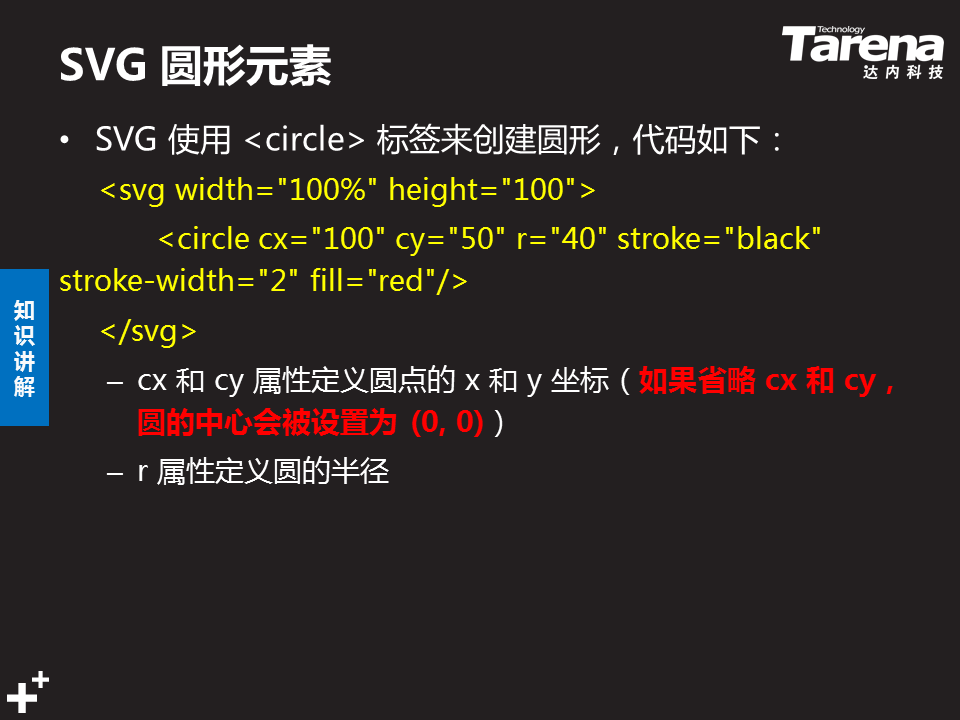 SVG 圆形元素
Technology
Tarena
达内科技
• SVG 使用 <circle> 标签来创建圆形，代码如下：
<svg width="100%" height="100">
<circle cx="100" cy="50" r="40" stroke="black"
stroke-width="2" fill="red"/>
</svg>
– cx 和 cy 属性定义圆点的 x 和 y 坐标（如果省略 cx 和 cy，
圆的中心会被设置为 (0, 0)）
– r 属性定义圆的半径
知
识
讲
解